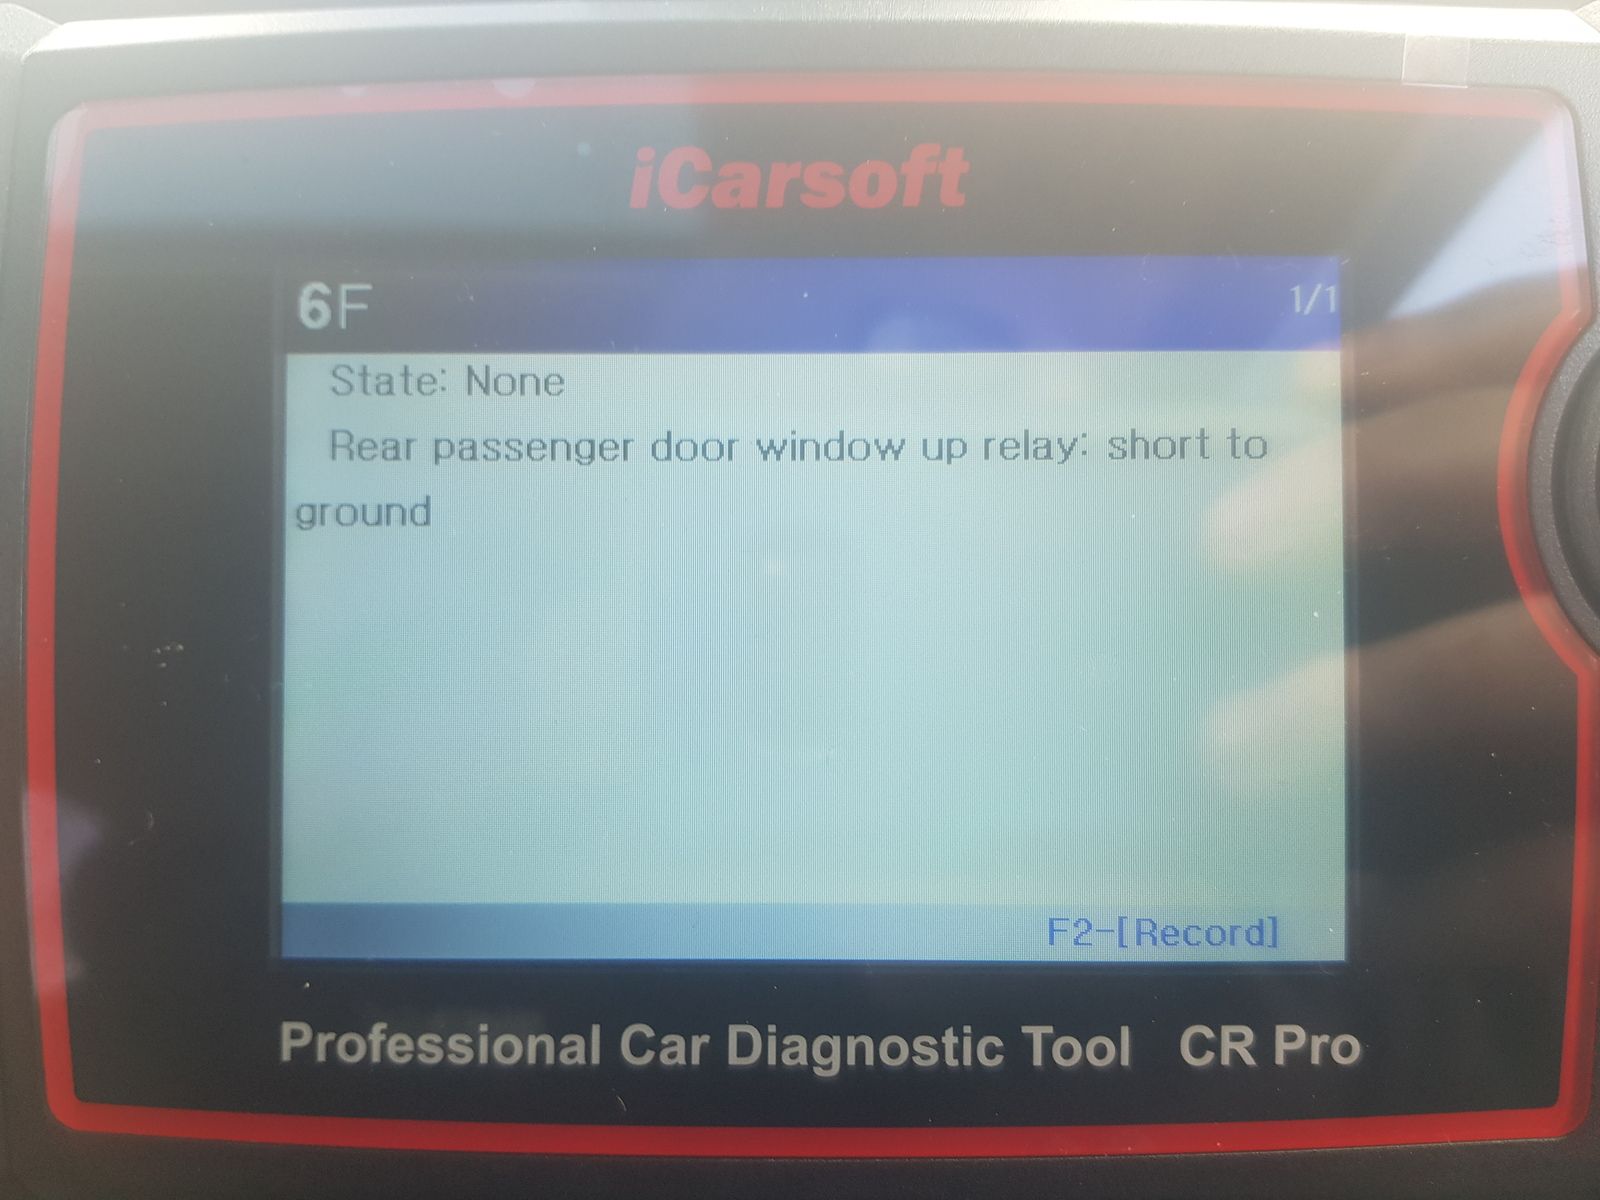 iCarsoft
6F 1/1
State: None
Rear passenger door window up relay: short to
ground
F2-[Record]
Professional Car Diagnostic Tool CR Pro